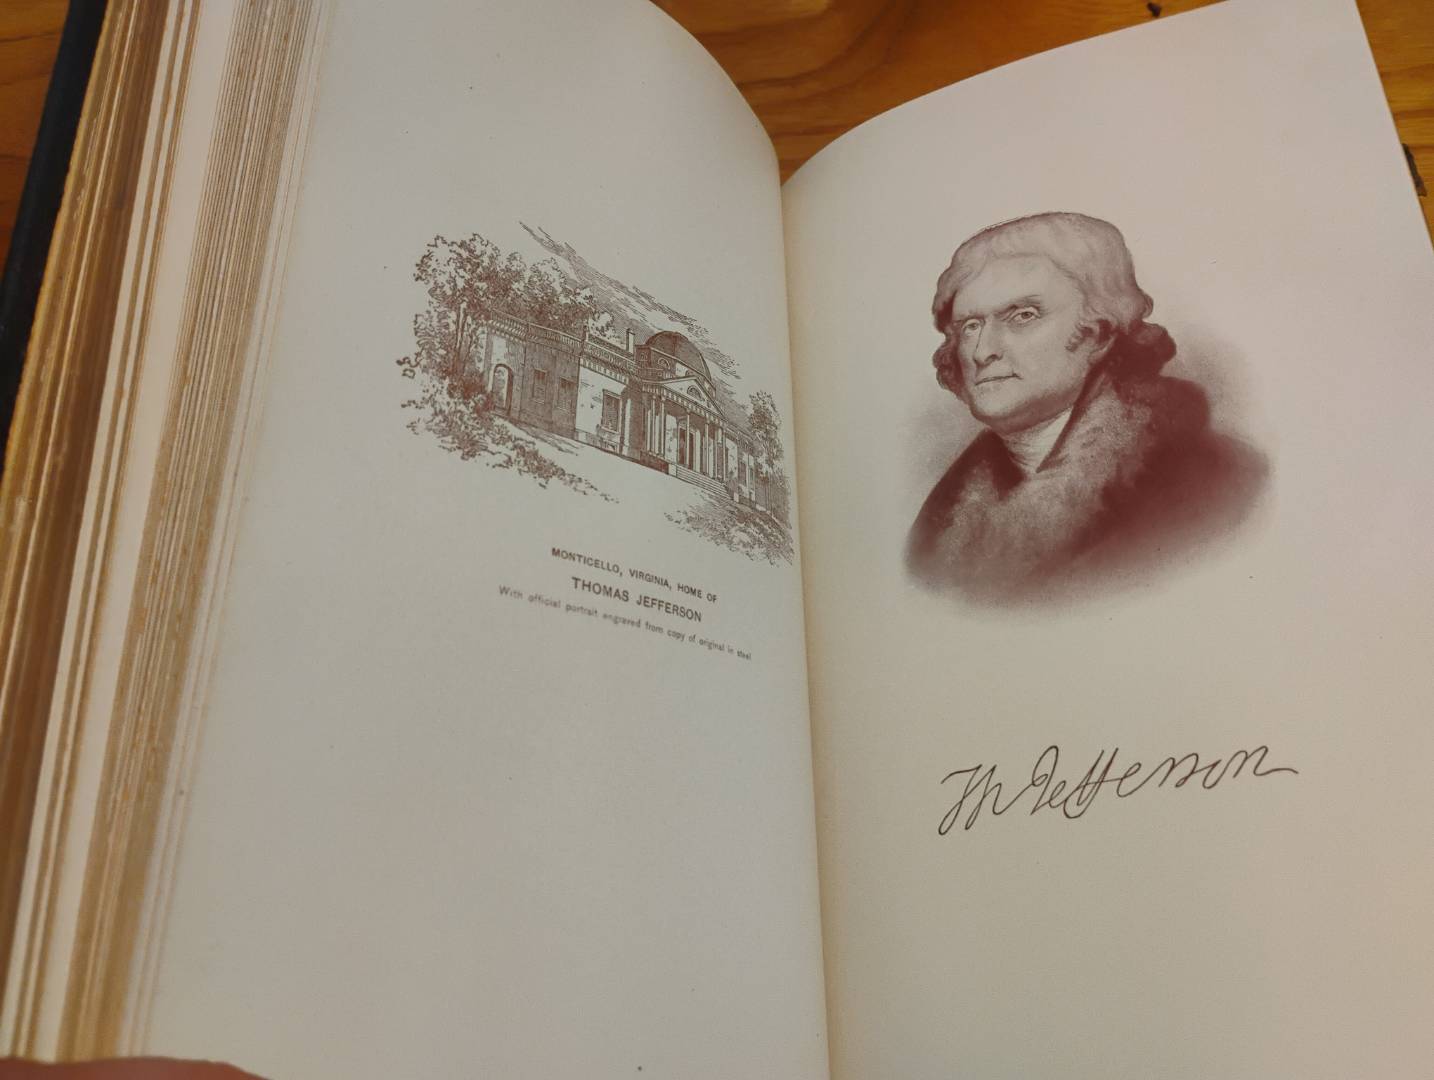 MONTICELLO, VIRGINIA, HOME OF
THOMAS JEFFERSON
With official portrait engraved from copy of original in steel
Th Jefferson